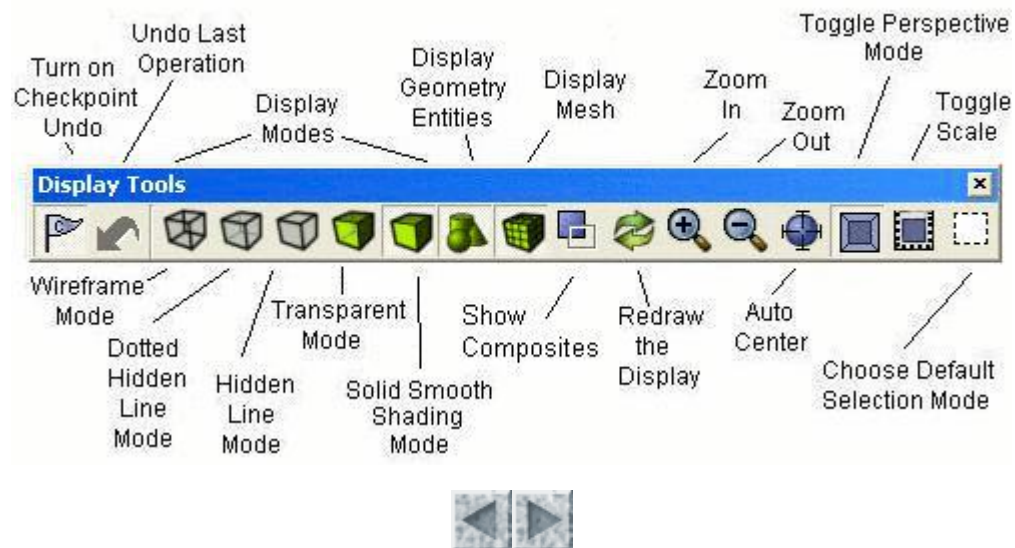 Turn on
Checkpoint
Undo
Undo Last
Operation
Display
Modes
Display
Geometry
Entities
Display
Mesh
Zoom
In
Zoom
Out
Toggle Perspective
Mode
Toggle
Scale
Display Tools
Wireframe
Mode
Dotted
Hidden
Line
Mode
Hidden
Line
Mode
Transparent
Mode
Solid Smooth
Shading
Mode
Show
Composites
Redraw
the
Display
Auto
Center
Choose Default
Selection Mode